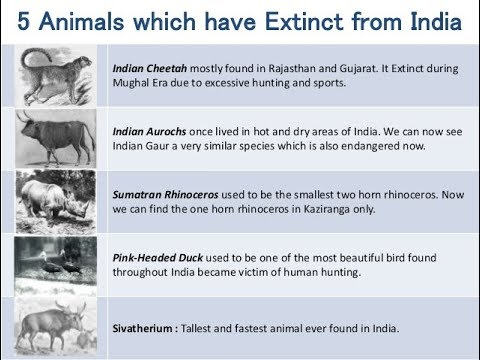 5 Animals which have Extinct from India
Indian Cheetah mostly found in Rajasthan and Gujarat. It Extinct during
Mughal Era due to excessive hunting and sports.
Indian Aurochs once lived in hot and dry areas of India. We can now see
Indian Gaur a very similar species which is also endangered now.
Sumatran Rhinoceros used to be the smallest two horn rhinoceros. Now
we can find the one horn rhinoceros in Kaziranga only.
Pink-Headed Duck used to be one of the most beautiful bird found
throughout India became victim of human hunting.
Sivatherium : Tallest and fastest animal ever found in India.